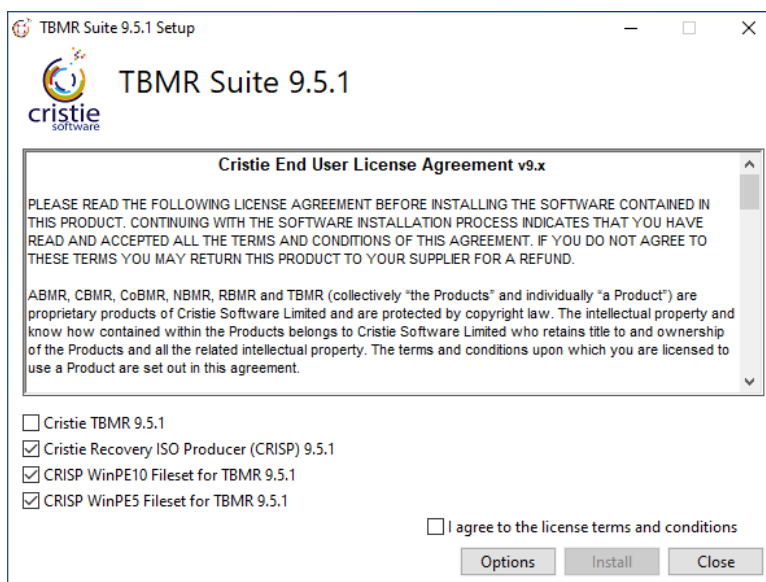 TBMR Suite 9.5.1 Setup
TBMR Suite 9.5.1
cristie
software
Cristie End User License Agreement v9.x
PLEASE READ THE FOLLOWING LICENSE AGREEMENT BEFORE INSTALLING THE SOFTWARE CONTAINED IN
THIS PRODUCT. CONTINUING WITH THE SOFTWARE INSTALLATION PROCESS INDICATES THAT YOU HAVE
READ AND ACCEPTED ALL THE TERMS AND CONDITIONS OF THIS AGREEMENT. IF YOU DO NOT AGREE TO
THESE TERMS YOU MAY RETURN THIS PRODUCT TO YOUR SUPPLIER FOR A REFUND.
ABMR, CBMR, CoBMR, NBMR, RBMR and TBMR (collectively “the Products” and individually “a Product”) are
proprietary products of Cristie Software Limited and are protected by copyright law. The intellectual property and
know how contained within the Products belongs to Cristie Software Limited who retains title to and ownership
of the Products and all the related intellectual property. The terms and conditions upon which you are licensed to
use a Product are set out in this agreement.
Cristie TBMR 9.5.1
Cristie Recovery ISO Producer (CRISP) 9.5.1
CRISP WinPE10 Fileset for TBMR 9.5.1
CRISP WinPE5 Fileset for TBMR 9.5.1
I agree to the license terms and conditions
Options Install Close